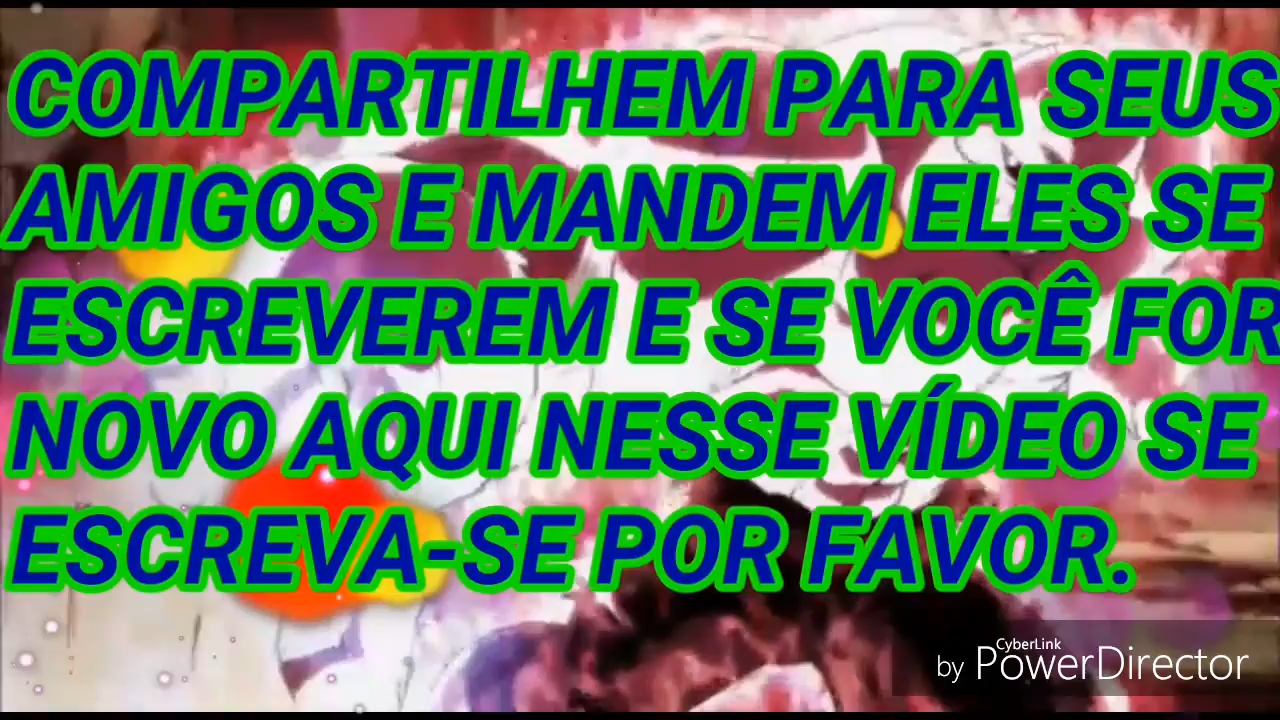 COMPARTILHEM PARA SEUS
AMIGOS E MANDEM ELES SE
ESCREVEREM E SE VOCÊ FOR
NOVO AQUI NESSE VÍDEO SE
ESCREVA-SE POR FAVOR.
CyberLink
by PowerDirector